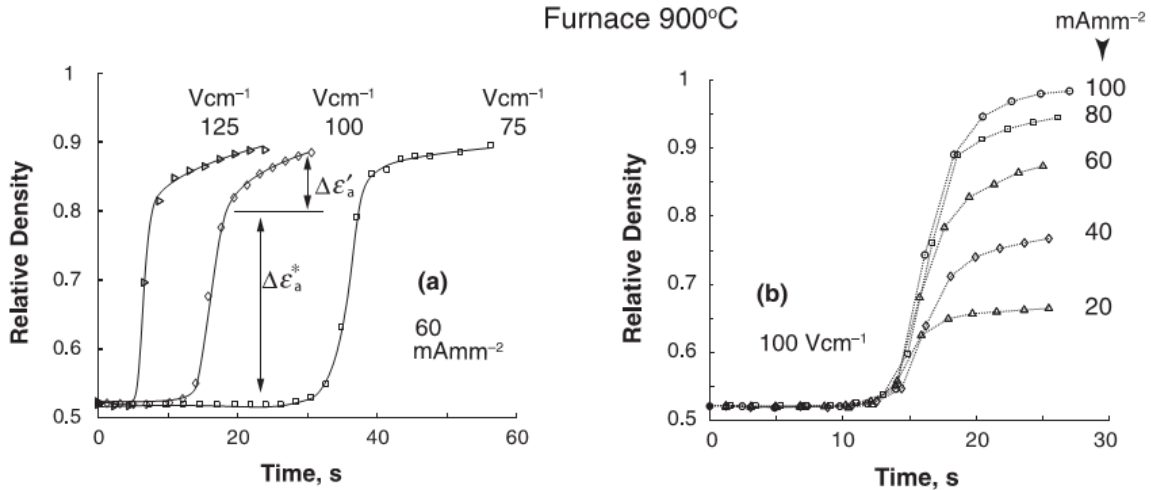 Furnace 900°C
mAmm⁻²
Vcm⁻¹ Vcm⁻¹ Vcm⁻¹
125 100 75
Relative Density
1
0.9
0.8
0.7
0.6
0.5
Δε′ₐ
Δε*ₐ
(a)
60
mAmm⁻²
0 20 40 60
Time, s
Relative Density
1
0.9
0.8
0.7
0.6
0.5
100
80
60
40
20
(b)
100 Vcm⁻¹
0 10 20 30
Time, s